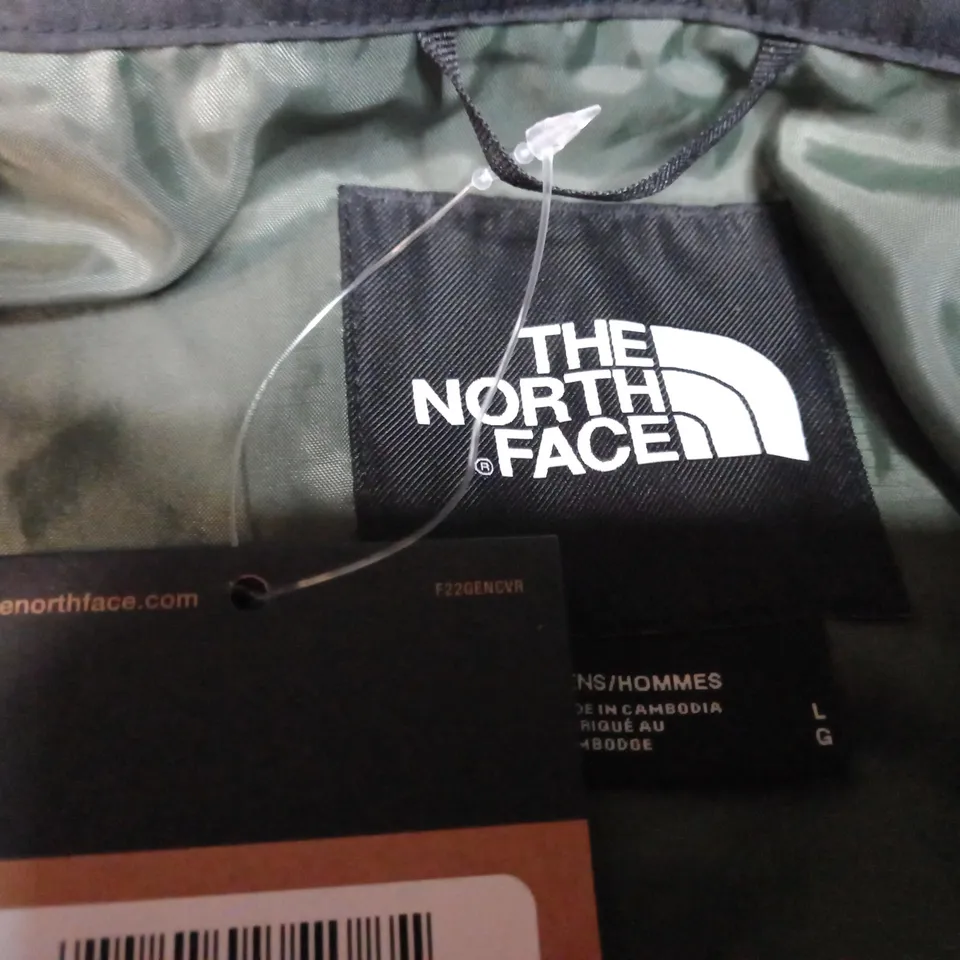 THE
NORTH
FACE
®
enorthface.com
F22GENCVR
NS/HOMMES
DE IN CAMBODIA
RIQUÉ AU
MBODGE
L
G